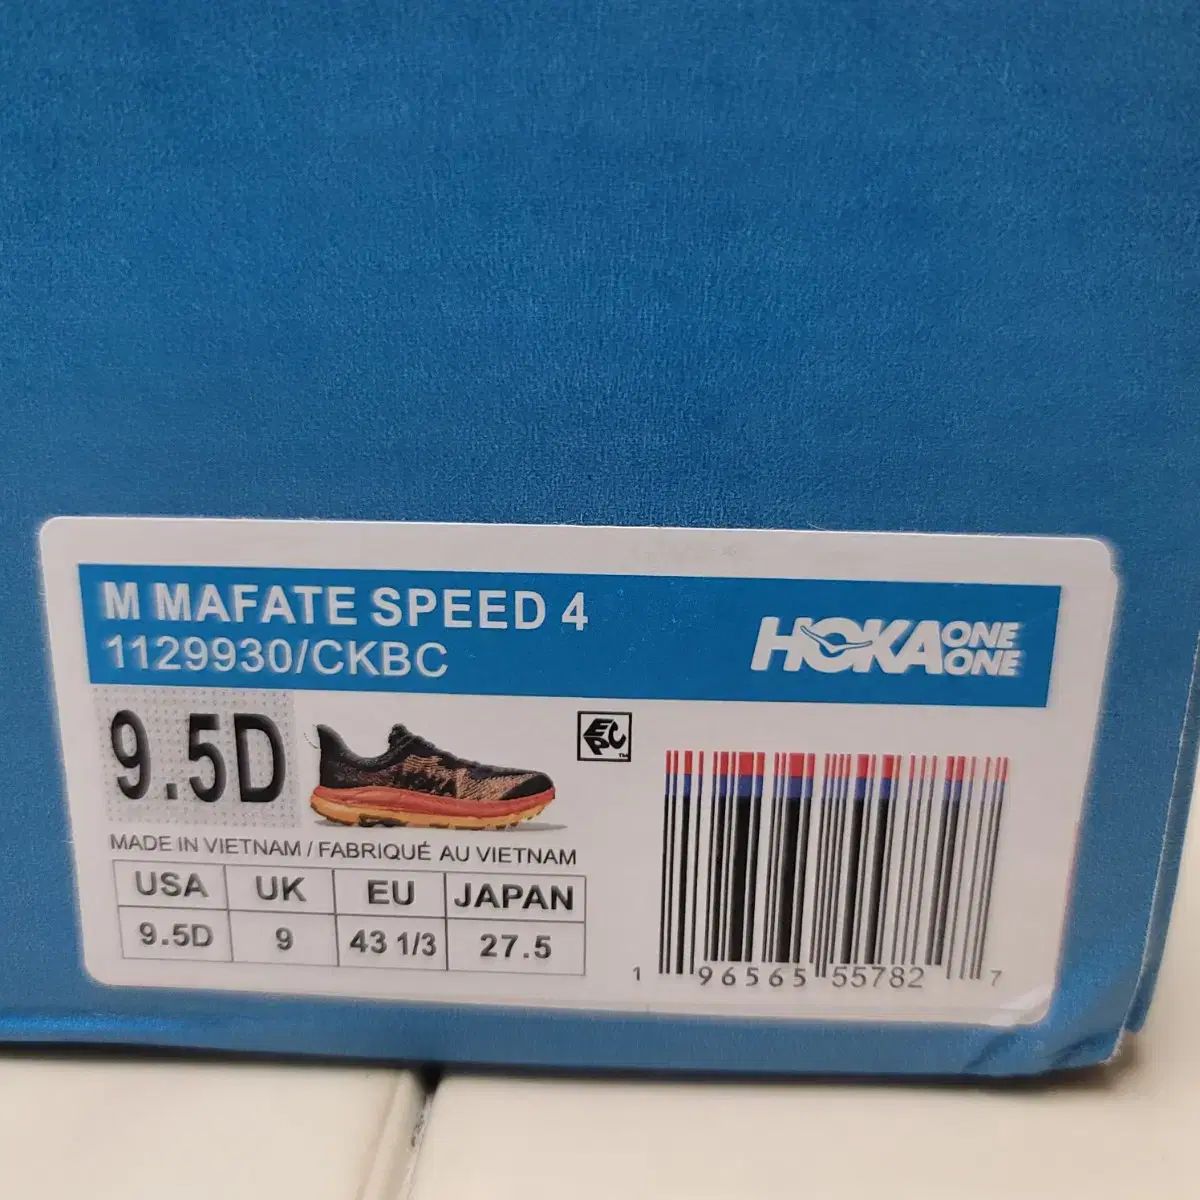 M MAFATE SPEED 4
1129930/CKBC
HOKA ONE ONE
9.5D
EPC™
MADE IN VIETNAM / FABRIQUÉ AU VIETNAM
USA UK EU JAPAN
9.5D 9 43 1/3 27.5
1 96565 55782 7